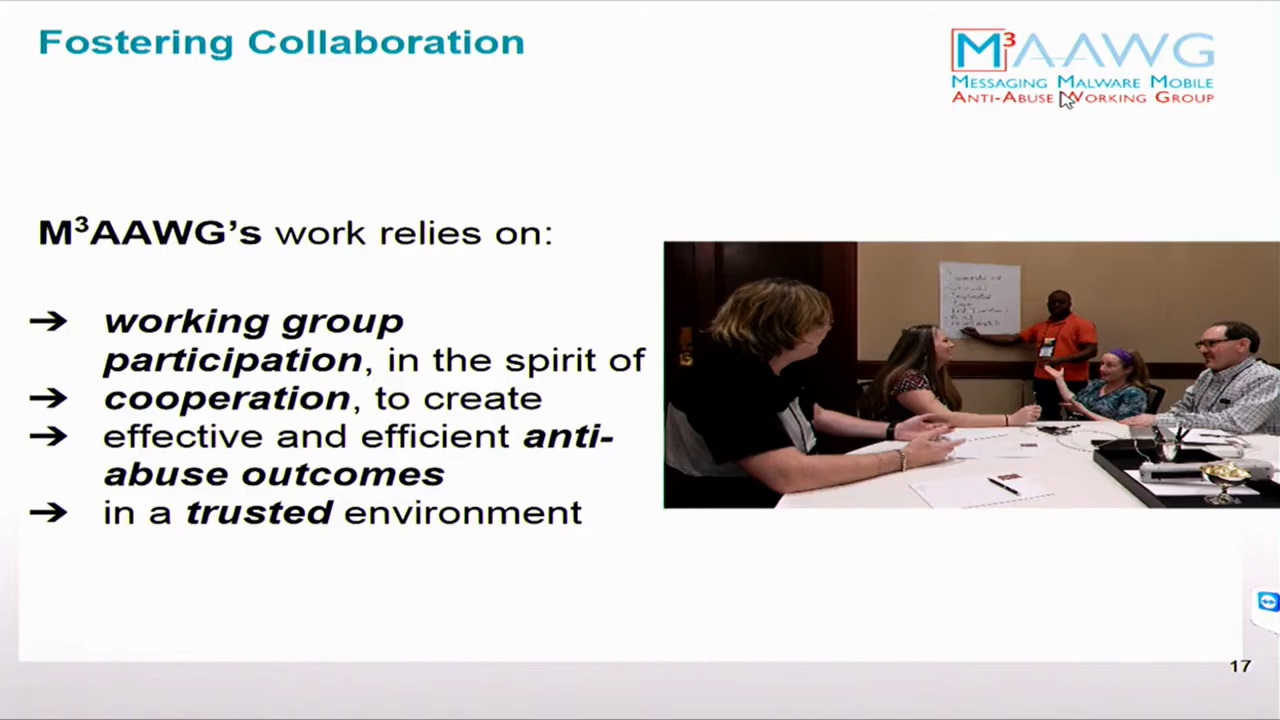 Fostering Collaboration
M³AAWG
MESSAGING MALWARE MOBILE
ANTI-ABUSE WORKING GROUP
M³AAWG’s work relies on:
➔ working group
participation, in the spirit of
➔ cooperation, to create
➔ effective and efficient anti-
abuse outcomes
➔ in a trusted environment
17